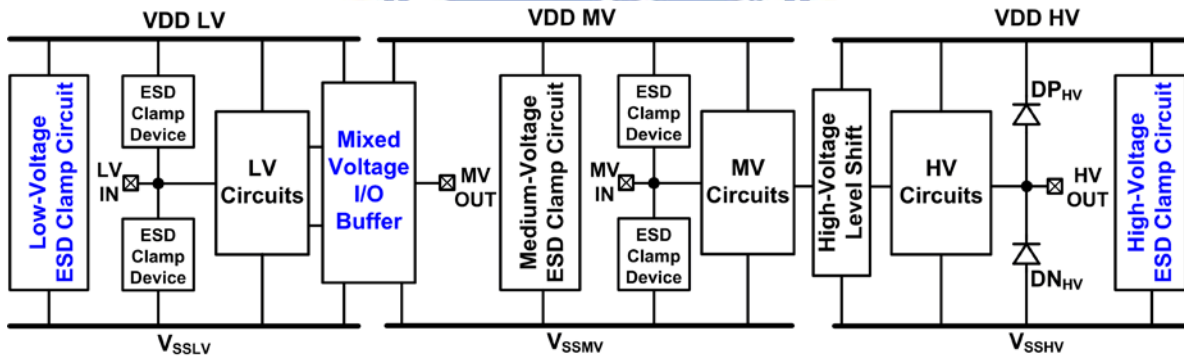 VDD LV
VDD MV
VDD HV
Low-Voltage
ESD Clamp Circuit
ESD
Clamp
Device
LV
IN
ESD
Clamp
Device
LV
Circuits
Mixed
Voltage
I/O
Buffer
MV
OUT
Medium-Voltage
ESD Clamp Circuit
ESD
Clamp
Device
MV
IN
ESD
Clamp
Device
MV
Circuits
High-Voltage
Level Shift
HV
Circuits
DPHV
HV
OUT
DNHV
High-Voltage
ESD Clamp Circuit
VSSLV
VSSMV
VSSHV